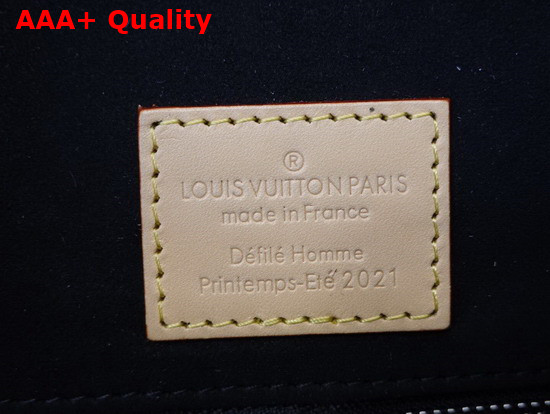 AAA+ Quality
®
LOUIS VUITTON PARIS
made in France
Défilé Homme
Printemps-Eté 2021